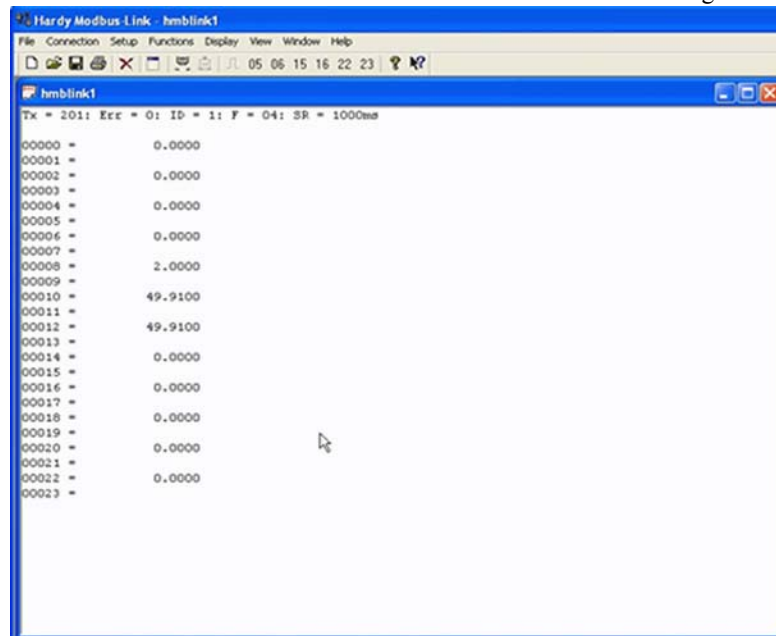 Hardy Modbus-Link - hmblink1
File Connection Setup Functions Display View Window Help
05 06 15 16 22 23
hmblink1
Tx = 201: Err = 0: ID = 1: F = 04: SR = 1000ms
00000 = 0.0000
00001 =
00002 = 0.0000
00003 =
00004 = 0.0000
00005 =
00006 = 0.0000
00007 =
00008 = 2.0000
00009 =
00010 = 49.9100
00011 =
00012 = 49.9100
00013 =
00014 = 0.0000
00015 =
00016 = 0.0000
00017 =
00018 = 0.0000
00019 =
00020 = 0.0000
00021 =
00022 = 0.0000
00023 =